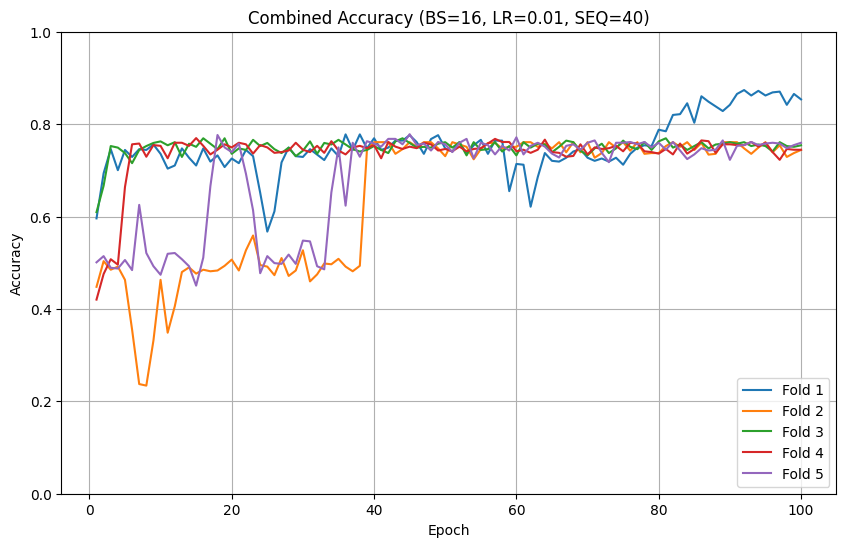 Combined Accuracy (BS=16, LR=0.01, SEQ=40)
1.0
0.8
0.6
0.4
0.2
0.0
Accuracy
0 20 40 60 80 100
Epoch
Fold 1
Fold 2
Fold 3
Fold 4
Fold 5